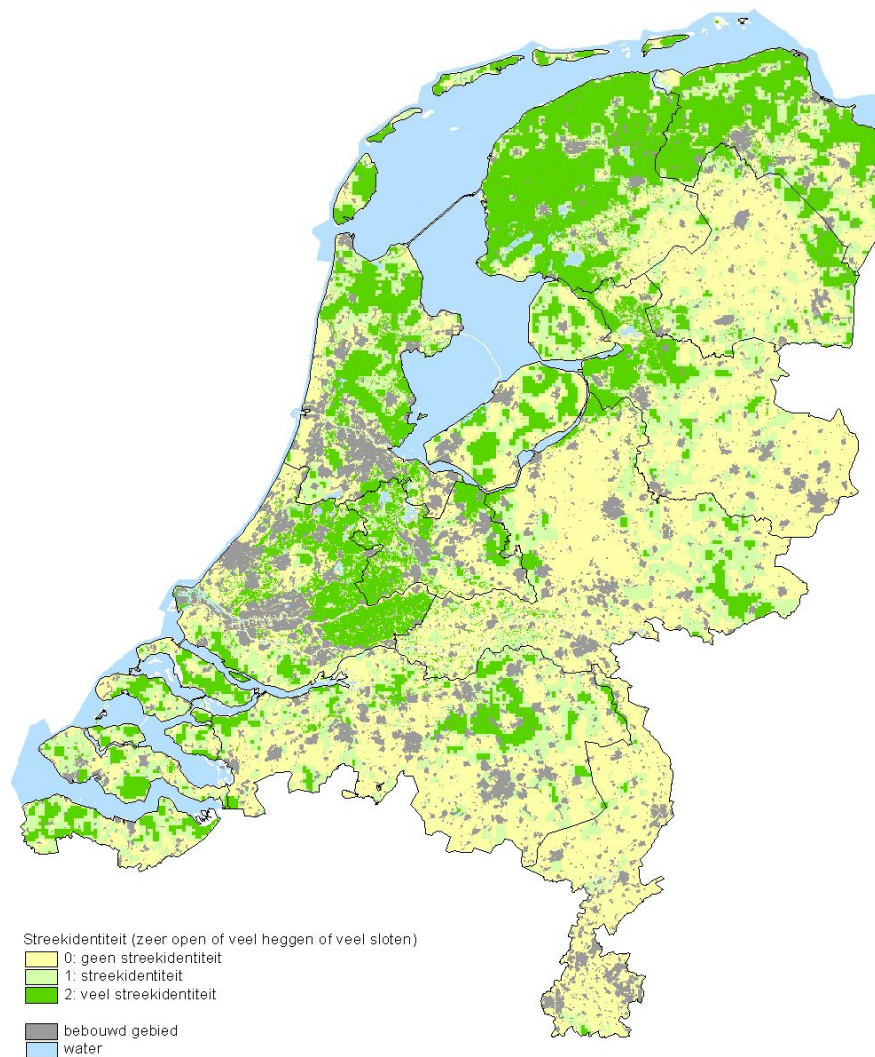 Streekidentiteit (zeer open of veel heggen of veel sloten)
0: geen streekidentiteit
1: streekidentiteit
2: veel streekidentiteit
bebouwd gebied
water